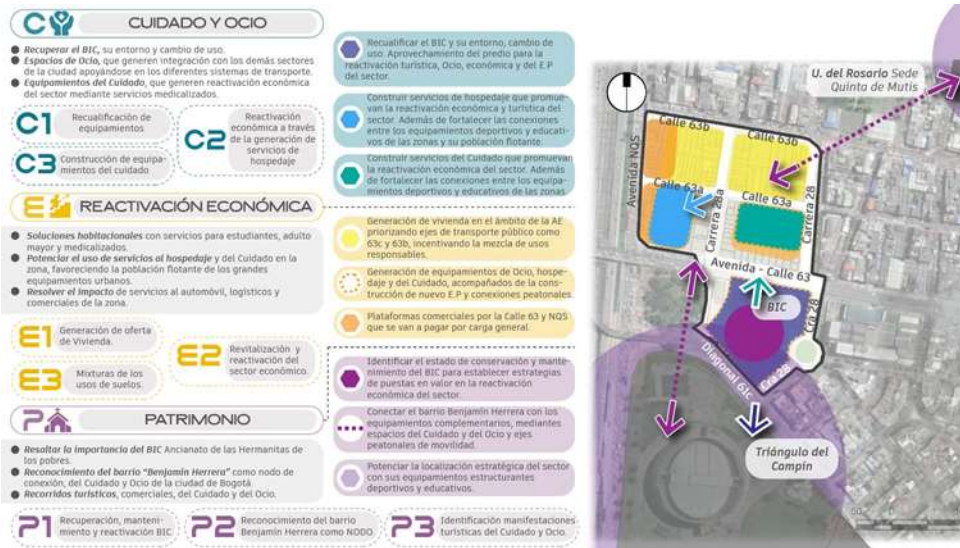 CUIDADO Y OCIO
Recuperar el BIC, su entorno y cambio de uso.
Espacios de Ocio, que generen integración con los demás sectores
de la ciudad apoyándose en los diferentes sistemas de transporte.
Equipamientos del Cuidado, que generen reactivación económica
del sector mediante servicios medicalizados.
C1
Recualificación de
equipamientos
C2
Reactivación
económica a través
de la generación de
servicios de
hospedaje
C3
Construcción de equipa-
mientos del cuidado
REACTIVACIÓN ECONÓMICA
Soluciones habitacionales con servicios para estudiantes, adulto
mayor y medicalizados.
Potenciar el uso de servicios al hospedaje y del Cuidado en la
zona, favoreciendo la población flotante de los grandes
equipamientos urbanos.
Resolver el impacto de servicios al automóvil, logísticos y
comerciales de la zona.
E1
Generación de oferta
de Vivienda.
E2
Revitalización y
reactivación del
sector económico.
E3
Mixturas de los
usos de suelos.
PATRIMONIO
Resaltar la importancia del BIC Ancianato de las Hermanitas de
los pobres.
Reconocimiento del barrio "Benjamín Herrera" como nodo de
conexión, del Cuidado y Ocio de la ciudad de Bogotá.
Recorridos turísticos, comerciales, del Cuidado y del Ocio.
P1
Recuperación, manteni-
miento y reactivación BIC
P2
Reconocimiento del barrio
Benjamín Herrera como NODO
P3
Identificación manifestaciones
turísticas del Cuidado y Ocio.
Recualificar el BIC y su entorno, cambio de
uso. Aprovechamiento del predio para la
reactivación turística, Ocio, económica y del E.P
del sector.
Construir servicios de hospedaje que promue-
van la reactivación económica y turística del
sector. Además de fortalecer las conexiones
entre los equipamientos deportivos y educati-
vos de las zonas y su población flotante.
Construir servicios del Cuidado que promuevan
la reactivación económica del sector. Además
de fortalecer las conexiones entre los equipa-
mientos deportivos y educativos de las zonas
Generación de vivienda en el ámbito de la AE
priorizando ejes de transporte público como
63c y 63b, incentivando la mezcla de usos
responsables.
Generación de equipamientos de Ocio, hospe-
daje y del Cuidado, acompañados de la cons-
trucción de nuevo E.P y conexiones peatonales
Plataformas comerciales por la Calle 63 y NQS
que se van a pagar por carga general.
Identificar el estado de conservación y mante-
nimiento del BIC para establecer estrategias
de puestas en valor en la reactivación
económica del sector.
Conectar el barrio Benjamín Herrera con los
equipamientos complementarios, mediantes
espacios del Cuidado y del Ocio y ejes
peatonales de movilidad.
Potenciar la localización estratégica del sector
con sus equipamientos estructurantes
deportivos y educativos.
U. del Rosario Sede
Quinta de Mutis
Calle 63b
Calle 63b
Avenida NQS
Calle 63a
Calle 63a
Carrera 28a
Carrera 28
Avenida - Calle 63
BIC
Cra 28
Cra 28
Diagonal 61c
Triángulo del
Campín